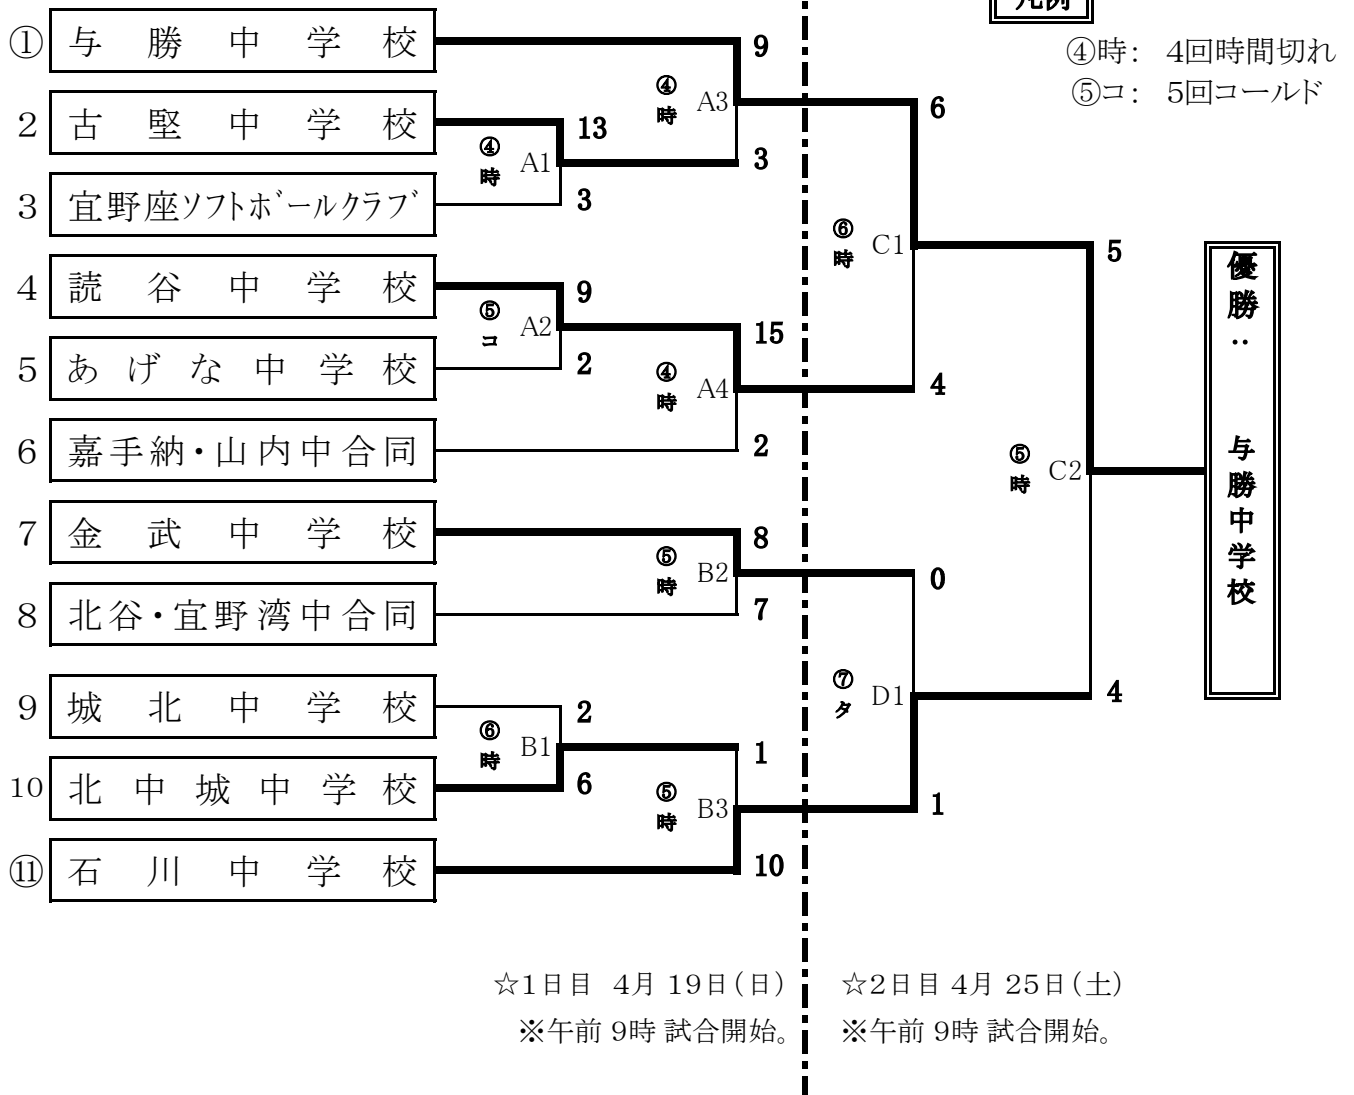 凡例
④時： 4回時間切れ
⑤コ： 5回コールド
① 与勝中学校
2 古堅中学校
3 宜野座ソフトボールクラブ
4 読谷中学校
5 あげな中学校
6 嘉手納・山内中合同
7 金武中学校
8 北谷・宜野湾中合同
9 城北中学校
10 北中城中学校
⑪ 石川中学校
13
④時 A1
3
9
⑤コ A2
2
2
⑥時 B1
6
9
④時 A3
3
15
④時 A4
2
8
⑤時 B2
7
1
⑤時 B3
10
6
⑥時 C1
4
0
⑦タ D1
1
5
⑤時 C2
4
優勝： 与勝中学校
☆1日目 4月 19日（日）
※午前 9時 試合開始。
☆2日目 4月 25日（土）
※午前 9時 試合開始。